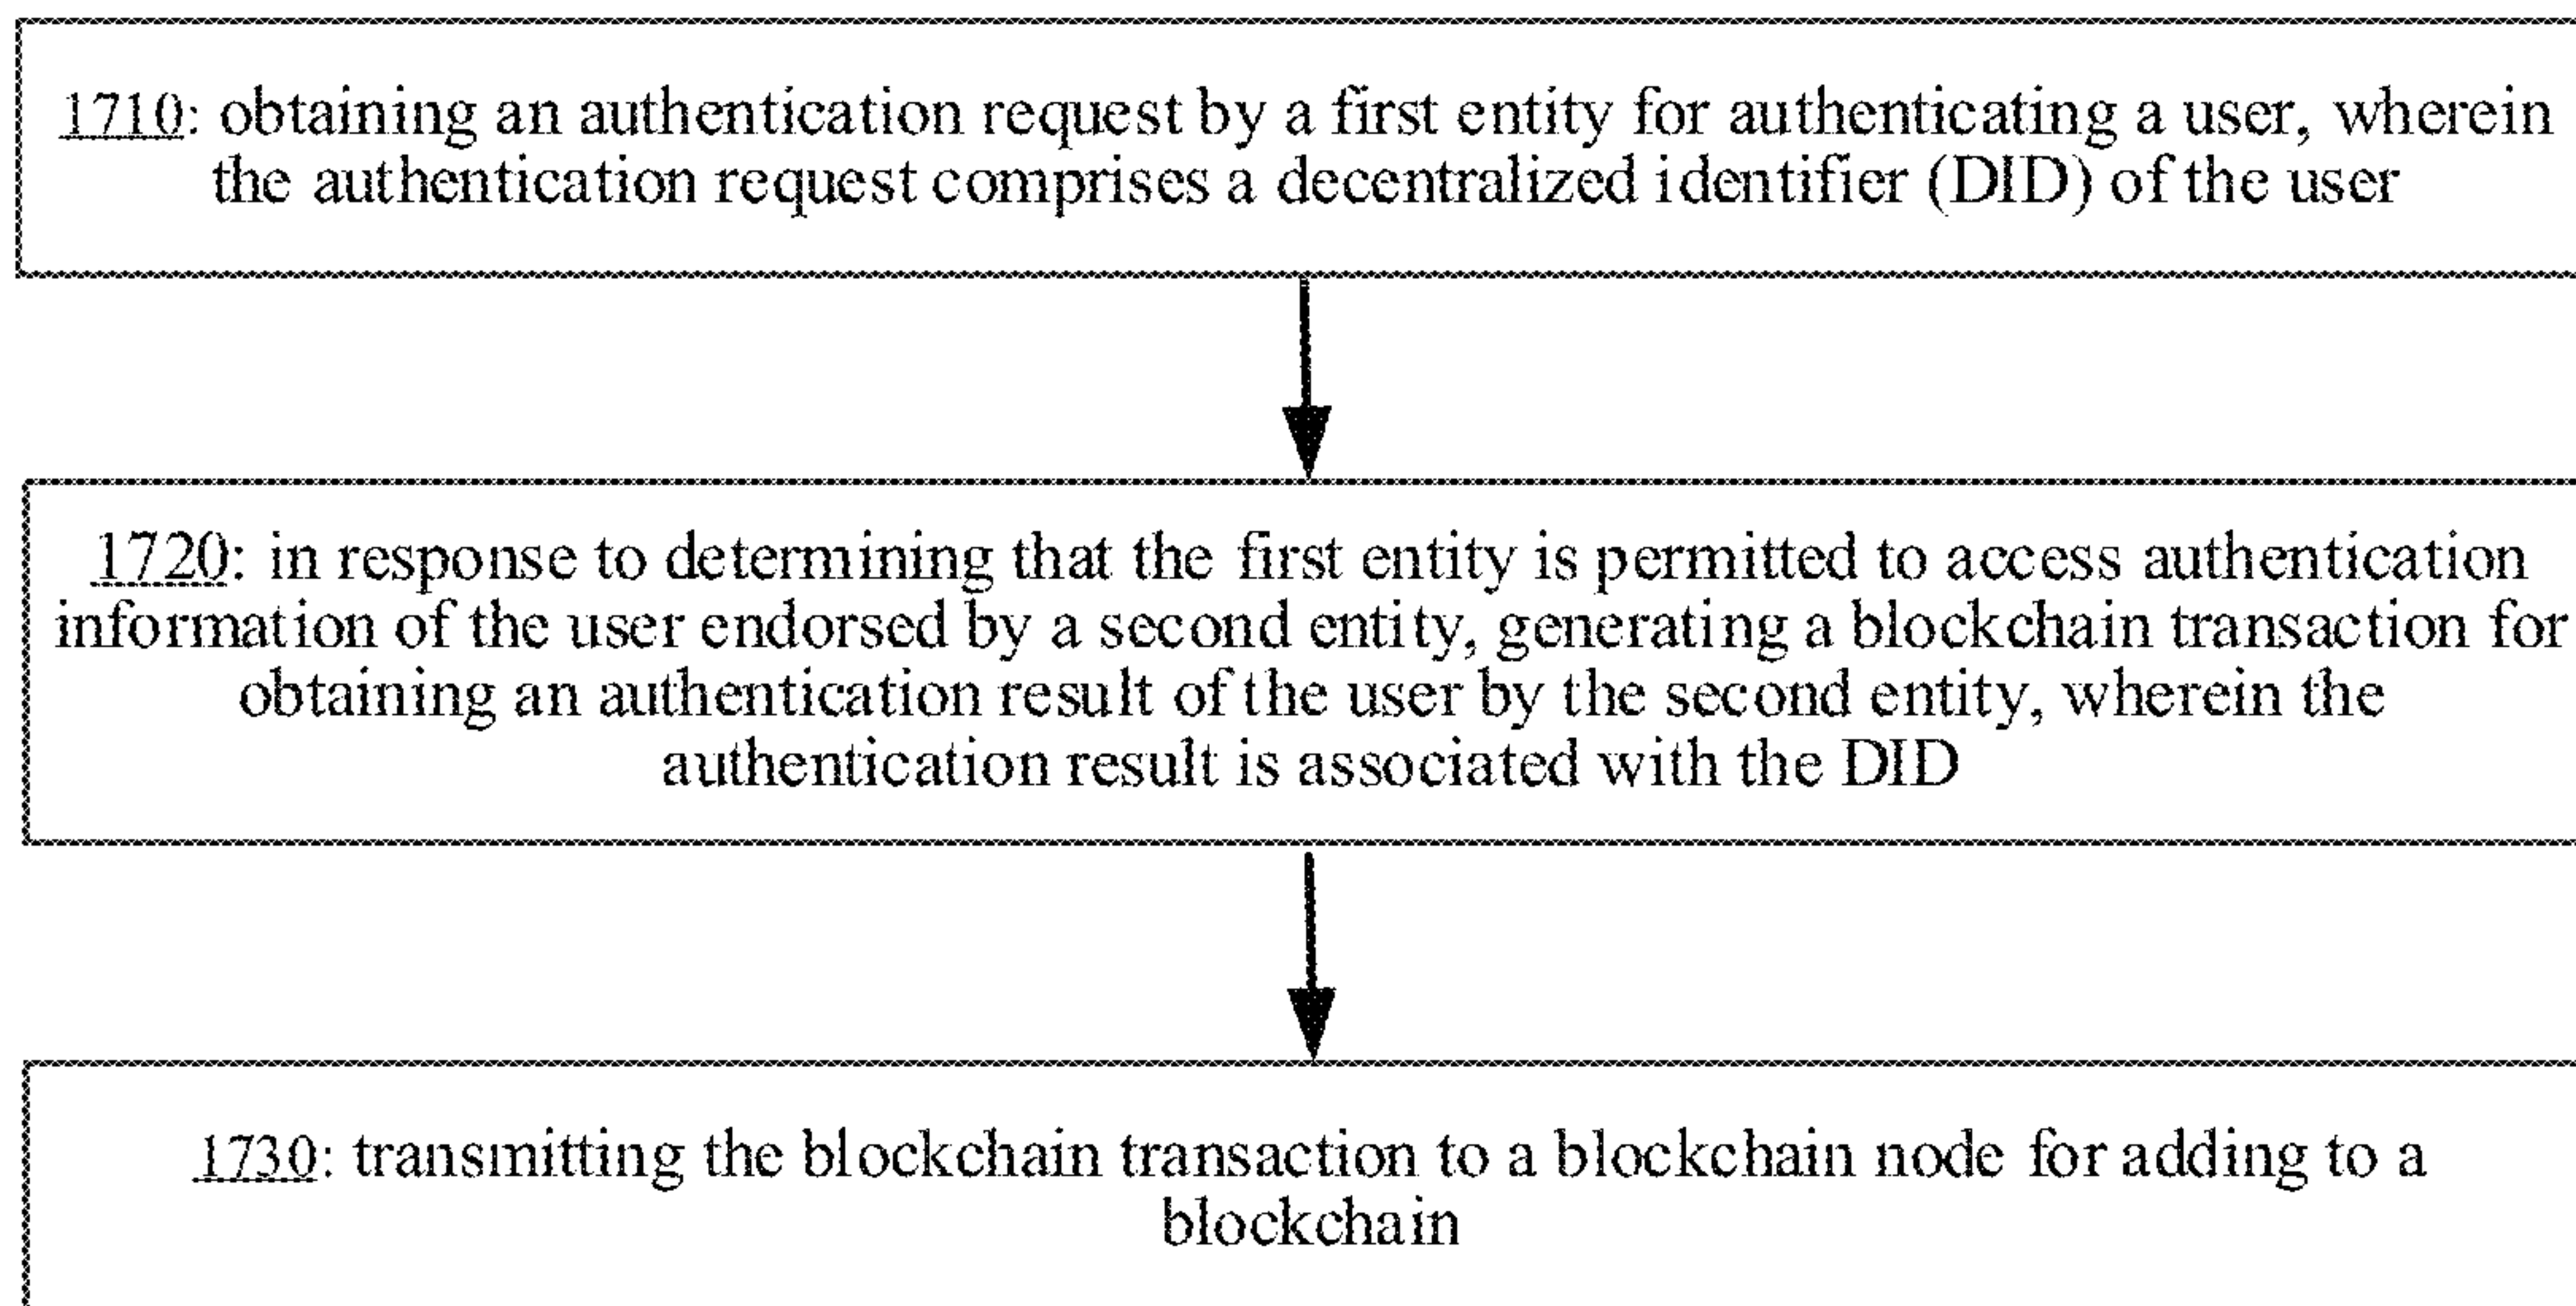 1710: obtaining an authentication request by a first entity for authenticating a user, wherein
the authentication request comprises a decentralized identifier (DID) of the user
1720: in response to determining that the first entity is permitted to access authentication
information of the user endorsed by a second entity, generating a blockchain transaction for
obtaining an authentication result of the user by the second entity, wherein the
authentication result is associated with the DID
1730: transmitting the blockchain transaction to a blockchain node for adding to a
blockchain